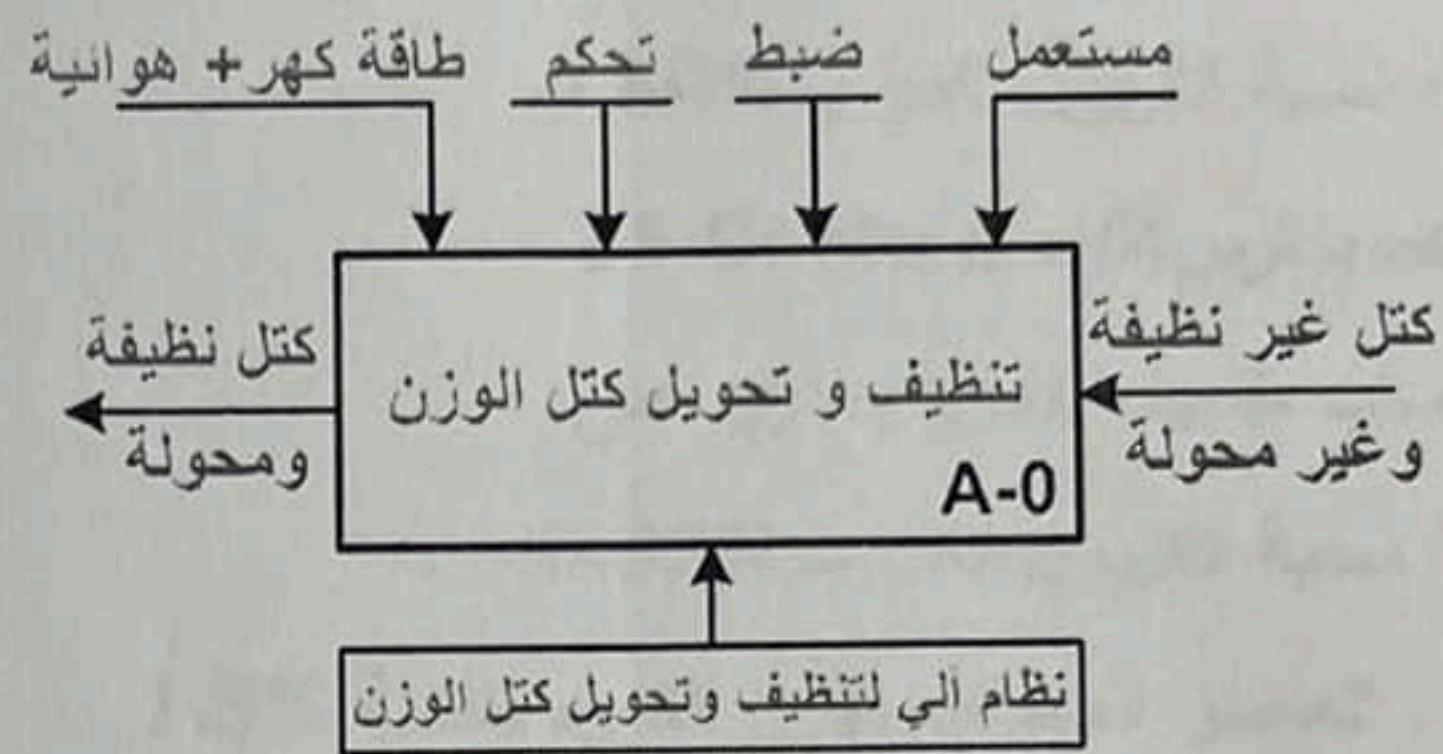 مستعمل
ضبط
تحكم
طاقة كهر+ هوائية
كتل غير نظيفة
وغير محولة
تنظيف و تحويل كتل الوزن
A-0
كتل نظيفة
ومحولة
نظام آلي لتنظيف وتحويل كتل الوزن